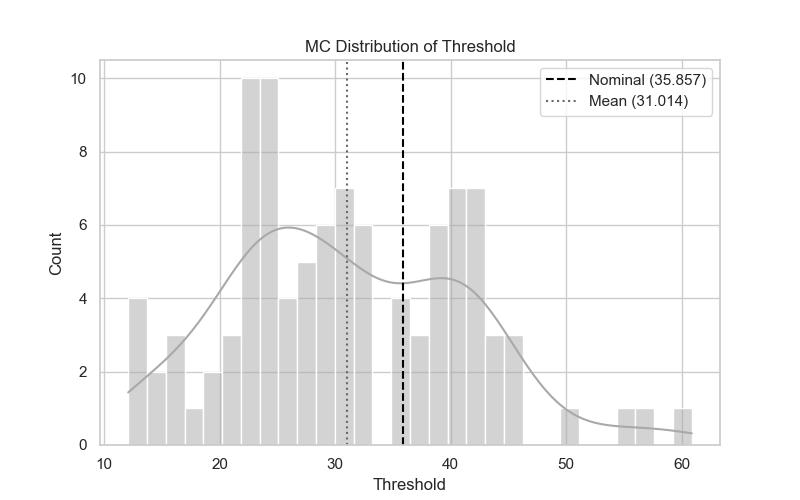 MC Distribution of Threshold
Nominal (35.857)
Mean (31.014)
10
8
6
4
2
0
Count
10 20 30 40 50 60
Threshold